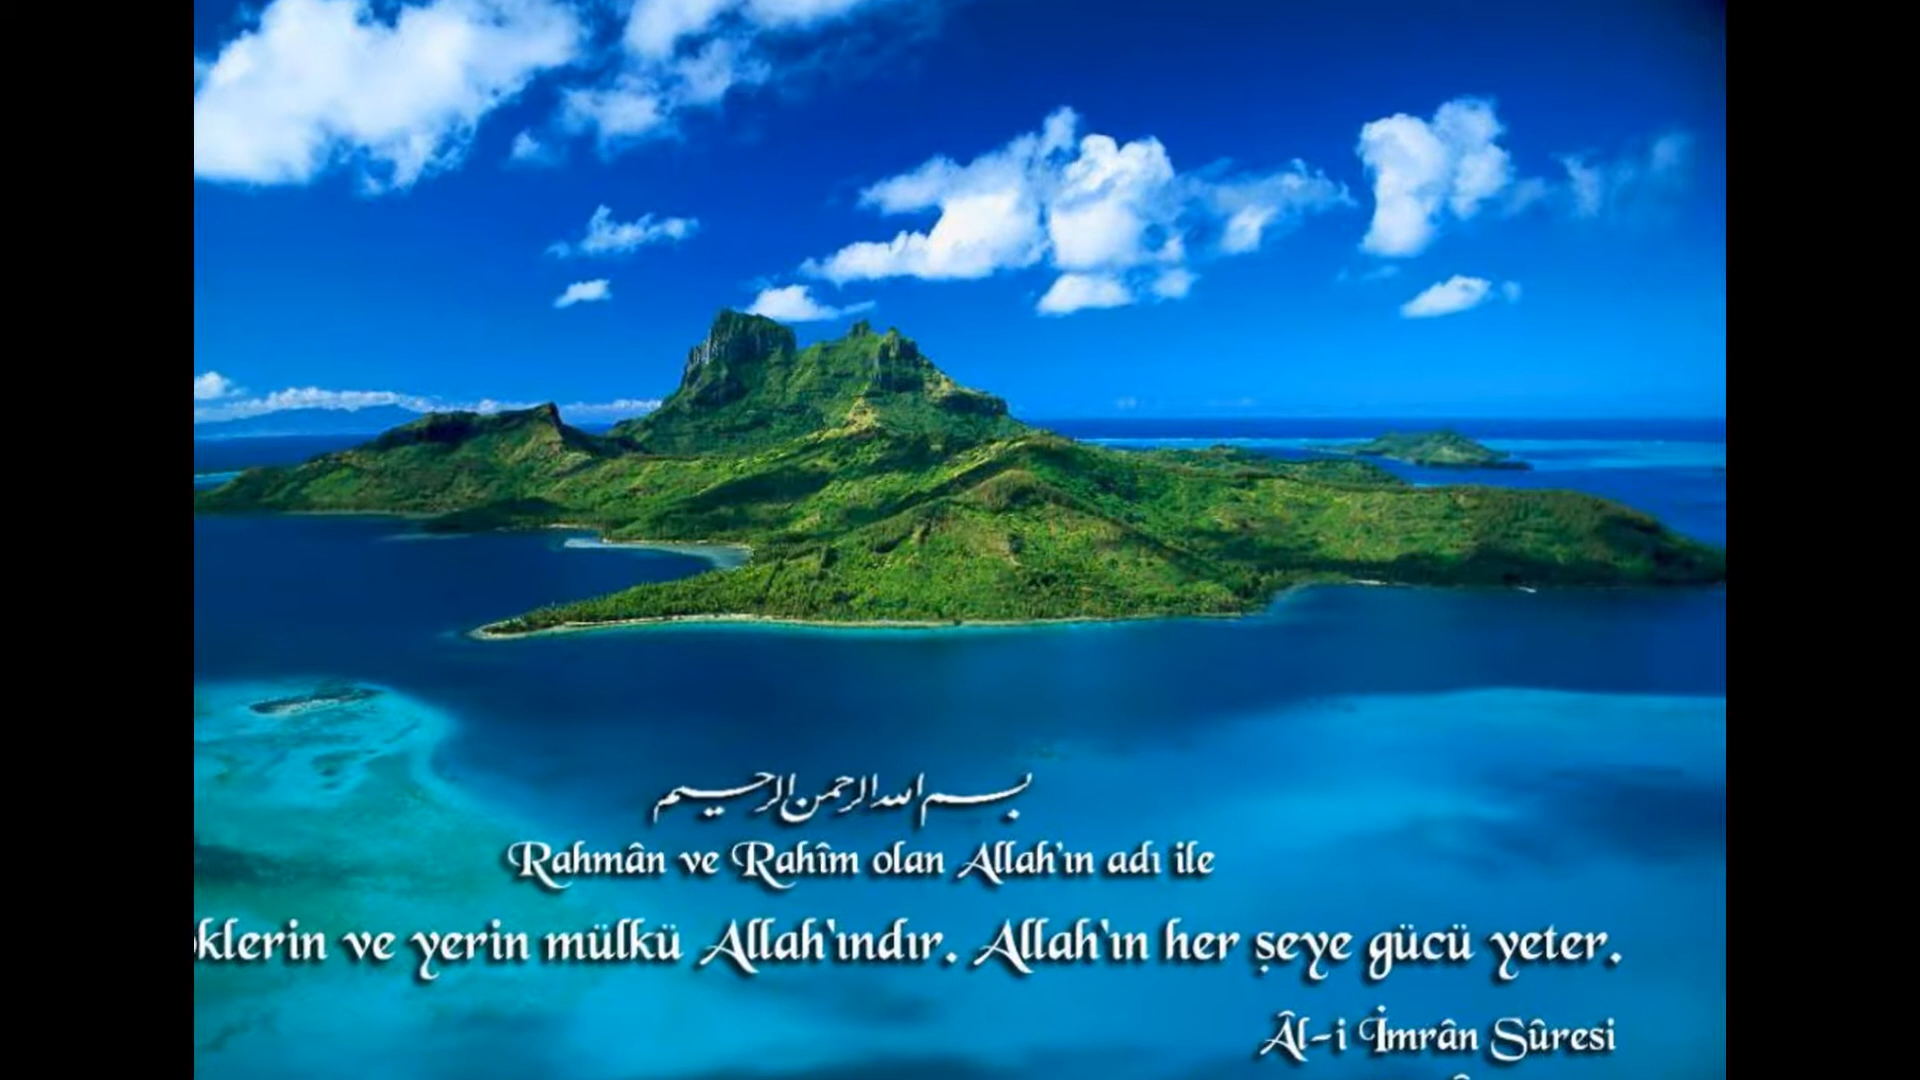 بسم الله الرحمن الرحيم
Rahmân ve Rahîm olan Allah'ın adı ile
klerin ve yerin mülkü Allah'ındır. Allah'ın her şeye gücü yeter.
Âl-i İmrân Sûresi